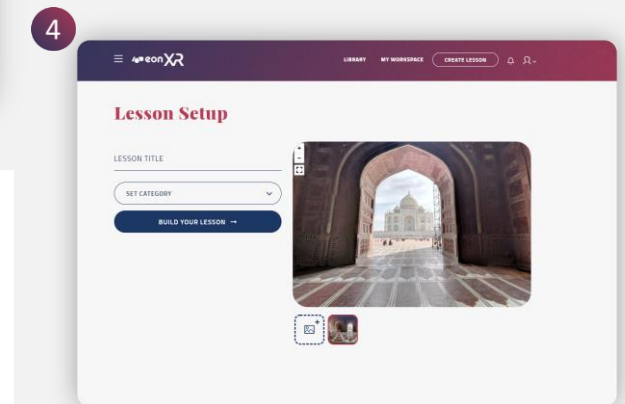 4
eonXR LIBRARY MY WORKSPACE CREATE LESSON
Lesson Setup
LESSON TITLE
SET CATEGORY
BUILD YOUR LESSON →